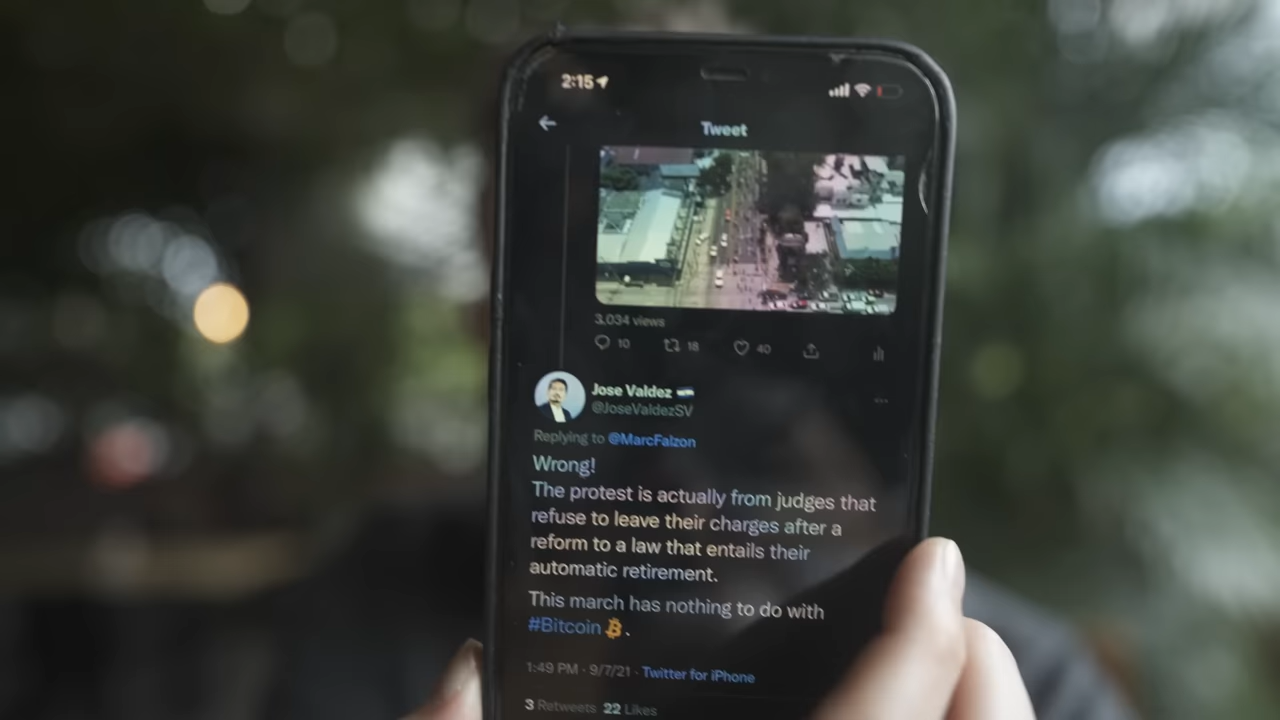 2:15
Tweet
3,034 views
10 18 40
Jose Valdez
@JoseValdezSV
Replying to @MarcFalzon
Wrong!
The protest is actually from judges that
refuse to leave their charges after a
reform to a law that entails their
automatic retirement.
This march has nothing to do with
#Bitcoin ₿.
1:49 PM · 9/7/21 · Twitter for iPhone
3 Retweets 22 Likes